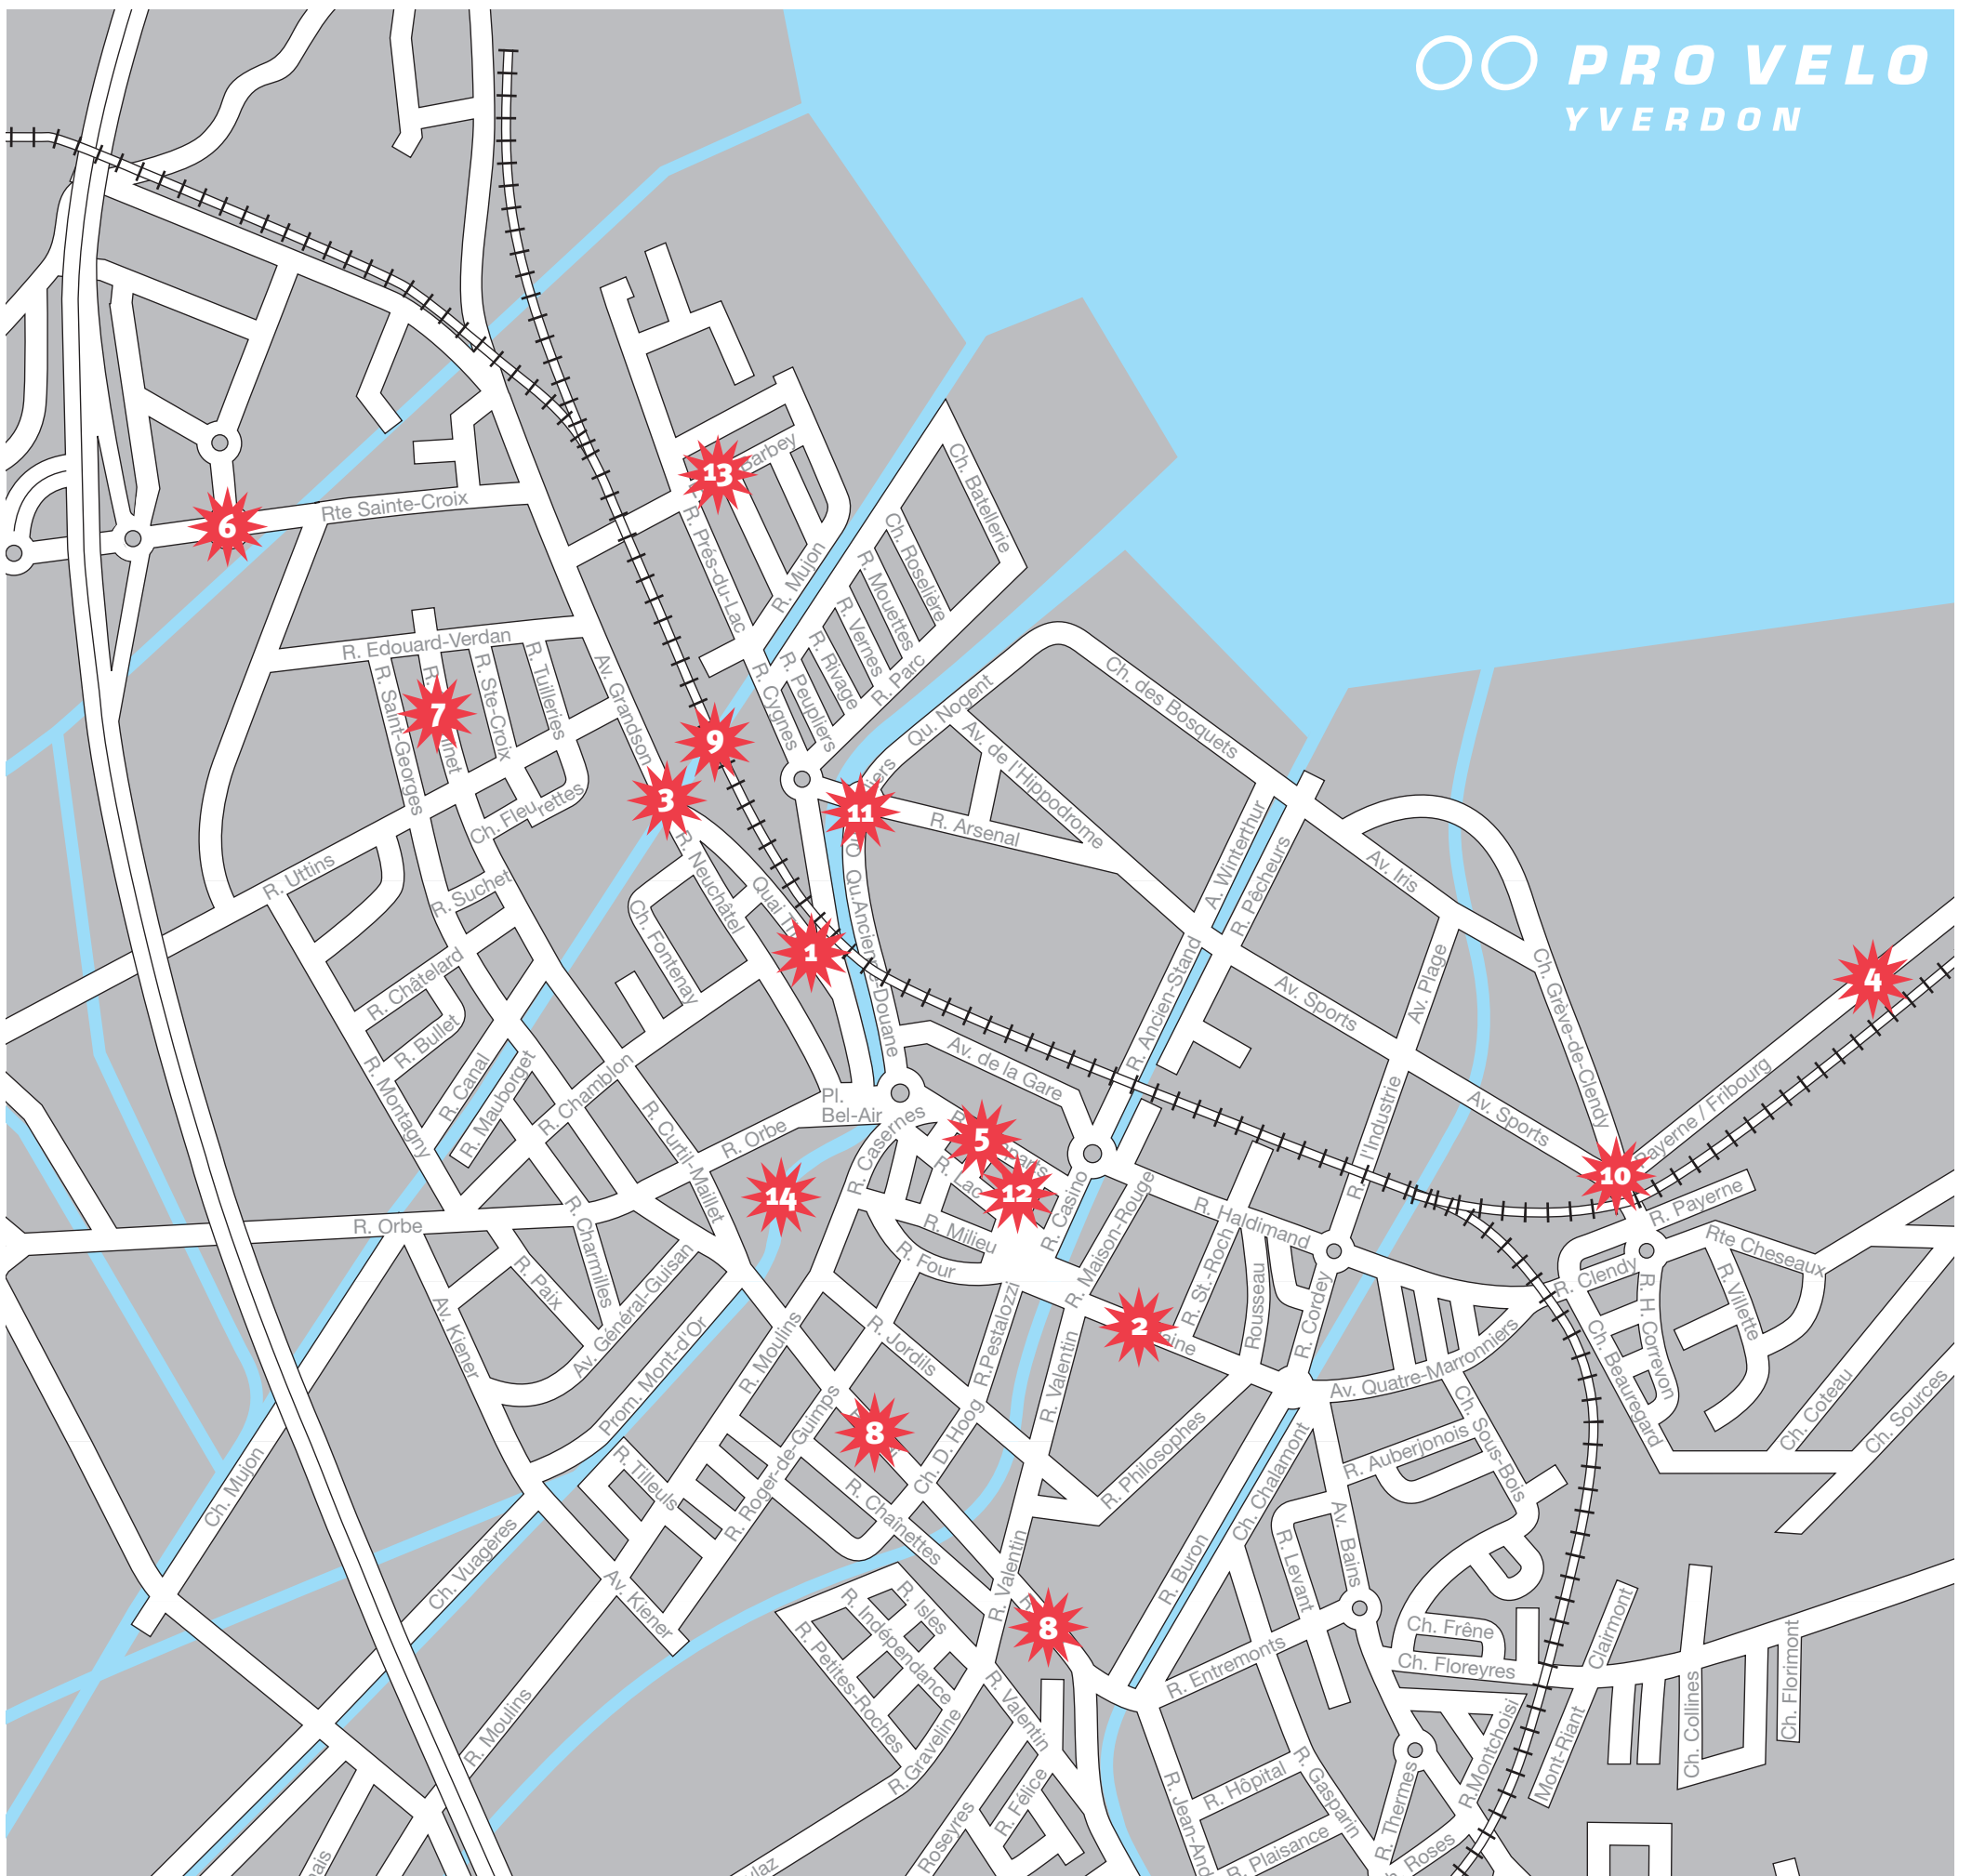 PRO VELO
YVERDON
Barbey
13
Ch. Batellerie
Rte Sainte-Croix
6
R. Prés-du-Lac
Ch. Roselière
R. Mujon
R. Mouettes
R. Vernes
R. Rivage
R. Parc
R. Peupliers
R. Cygnes
R. Edouard-Verdan
R. Saint-Georges
R. Ste-Croix
R. Tuilleries
Av. Grandson
7
9
3
11
Qu. Nogent
Ch. des Bosquets
Av. de l'Hippodrome
R. Arsenal
A. Winterthur
R. Pêcheurs
Av. Iris
Ch. Fleurettes
R. Uttins
R. Suchet
R. Neuchâtel
Quai
Ch. Fontenay
1
Qu. Ancienne-Douane
R. Châtelard
R. Bullet
R. Montagny
R. Canal
R. Mauborget
R. Chamblon
R. Curtil-Maillet
R. Ancien-Stand
Av. Sports
Av. Plage
Ch. Grève-de-Clendy
4
Av. de la Gare
Pl.
Bel-Air
R. Casernes
R. Orbe
5
12
R. Lac
14
R. Casino
R. Maison-Rouge
R. l'Industrie
Av. Sports
10
Payerne / Fribourg
R. Payerne
Rte Cheseaux
R. Orbe
R. Charmilles
R. Paix
Av. Général-Guisan
Av. Kiener
R. Milieu
R. Four
R. Haldimand
R. St.-Roch
Rousseau
R. Cordey
R. Clendy
R. Villette
R. H. Correvon
Ch. Beauregard
2
R. Pestalozzi
R. Jordils
R. Moulins
Prom. Mont-d'Or
R. Valentin
Av. Quatre-Marronniers
Ch. Sous-Bois
Ch. Coteau
Ch. Sources
8
R. Roger-de-Guimps
Ch. D. Hoog
R. Philosophes
R. Auberjonois
Ch. Mujon
R. Tilleuls
R. Chaînettes
Ch. Chalamont
R. Buron
Av. Bains
R. Levant
Ch. Vuagères
Av. Kiener
R. Isles
R. Indépendance
R. Petites-Roches
R. Valentin
8
R. Entremonts
Ch. Frêne
Ch. Floreyres
Clairmont
Ch. Florimont
Ch. Collines
R. Moulins
R. Graveline
R. Valentin
R. Félice
Roseyres
R. Jean-And
R. Hôpital
R. Plaisance
R. Gasparin
R. Thermes
R. Montchoisi
Mont-Riant
Roses